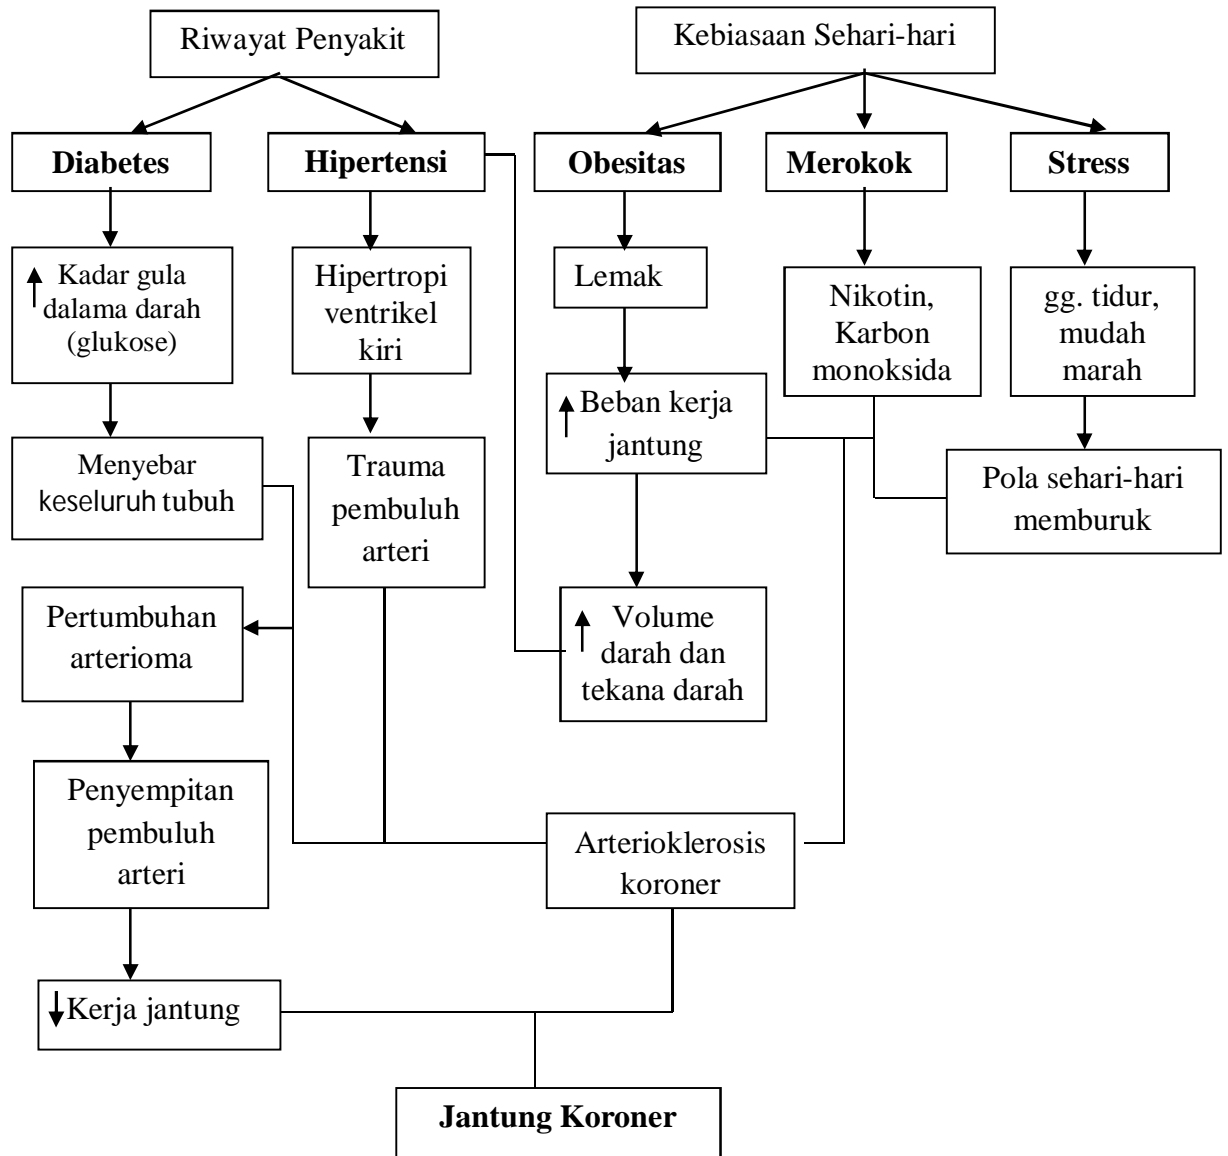 Riwayat Penyakit
Kebiasaan Sehari-hari
Diabetes
Hipertensi
Obesitas
Merokok
Stress
Kadar gula
dalama darah
(glukose)
Hipertropi
ventrikel
kiri
Lemak
Nikotin,
Karbon
monoksida
gg. tidur,
mudah
marah
Beban kerja
jantung
Menyebar
keseluruh tubuh
Trauma
pembuluh
arteri
Pola sehari-hari
memburuk
Pertumbuhan
arterioma
Volume
darah dan
tekana darah
Penyempitan
pembuluh
arteri
Arterioklerosis
koroner
Kerja jantung
Jantung Koroner